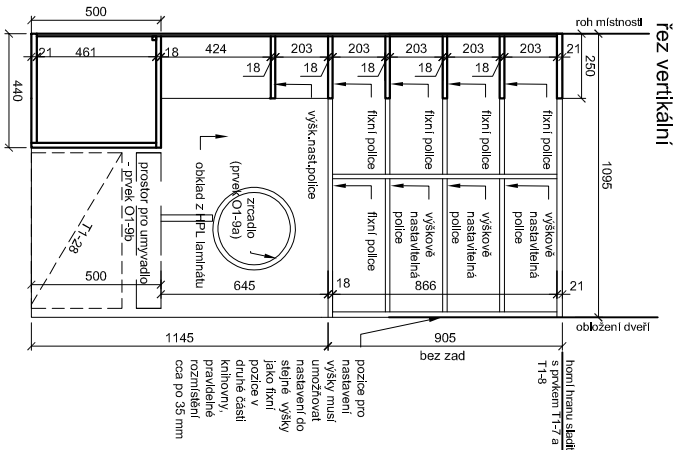 řez vertikální
500
roh místnosti
21
461
18
424
203
203
203
203
203
21
18
18
18
18
18
250
440
1095
výšk.nast.police
fixní police
fixní police
fixní police
fixní police
obklad z HPL laminátu
zrcadlo
(prvek O1-9a)
prostor pro umyvadlo
- prvek O1-9b
T1-28
fixní police
výškově
nastavitelná
police
výškově
nastavitelná
police
výškově
nastavitelná
police
500
645
18
866
21
obložení dveří
1145
905
bez zad
horní hranu sladit
s prvkem T1-7 a
T1-8
pozice pro
nastavení
výšky musí
umožňovat
nastavení do
stejné výšky
jako fixní
pozice v
druhé části
knihovny,
pravidelné
rozmístění
cca po 35 mm